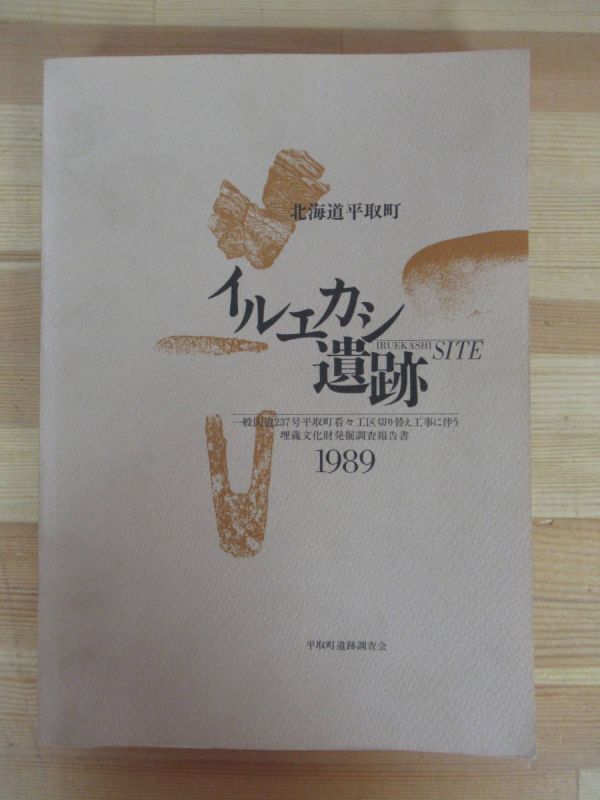 北海道平取町
イルエカシ
IRUEKASHI SITE
遺跡
一般国道237号平取町看々工区切り替え工事に伴う
埋蔵文化財発掘調査報告書
1989
平取町遺跡調査会